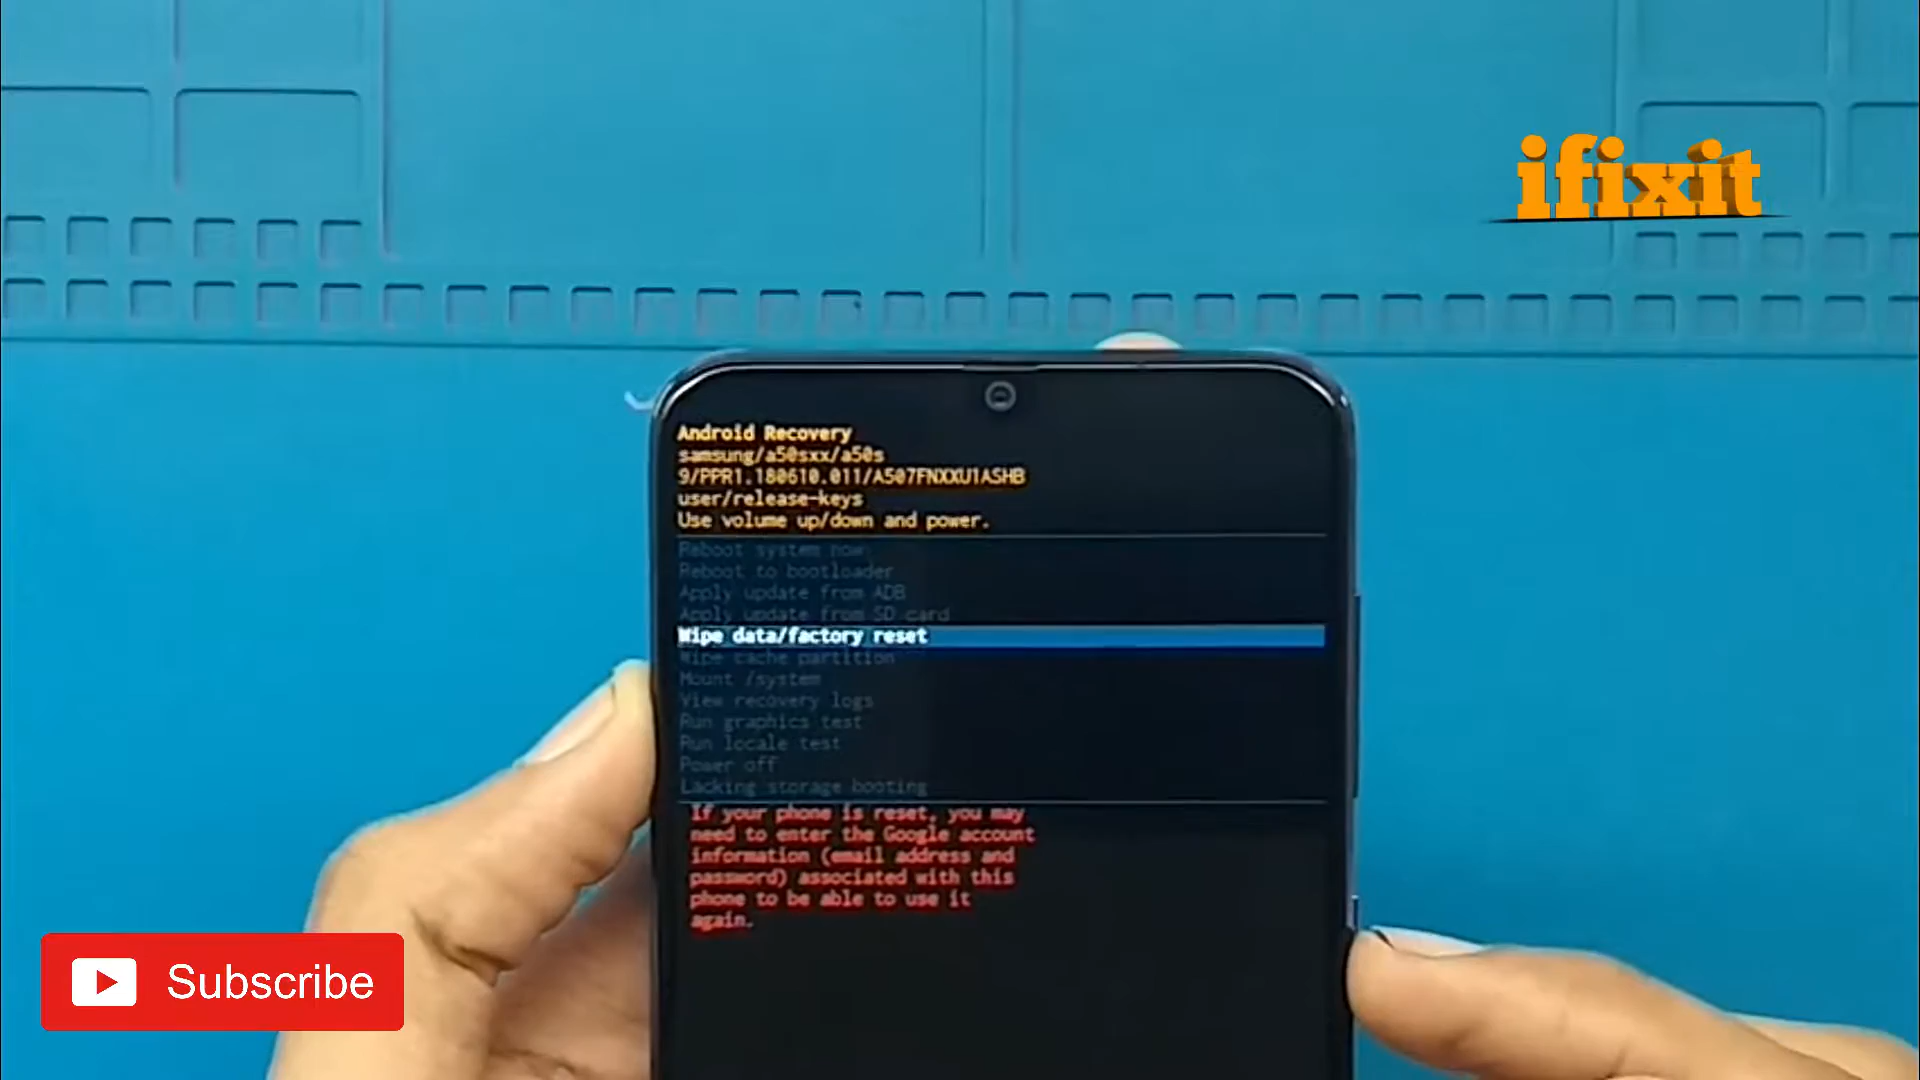 ifixit
Android Recovery
samsung/a50sxx/a50s
9/PPR1.180610.011/A507FNXXU1ASHB
user/release-keys
Use volume up/down and power.
Reboot system now
Reboot to bootloader
Apply update from ADB
Apply update from SD card
Wipe data/factory reset
Wipe cache partition
Mount /system
View recovery logs
Run graphics test
Run locale test
Power off
Lacking storage booting
If your phone is reset, you may
need to enter the Google account
information (email address and
password) associated with this
phone to be able to use it
again.
Subscribe